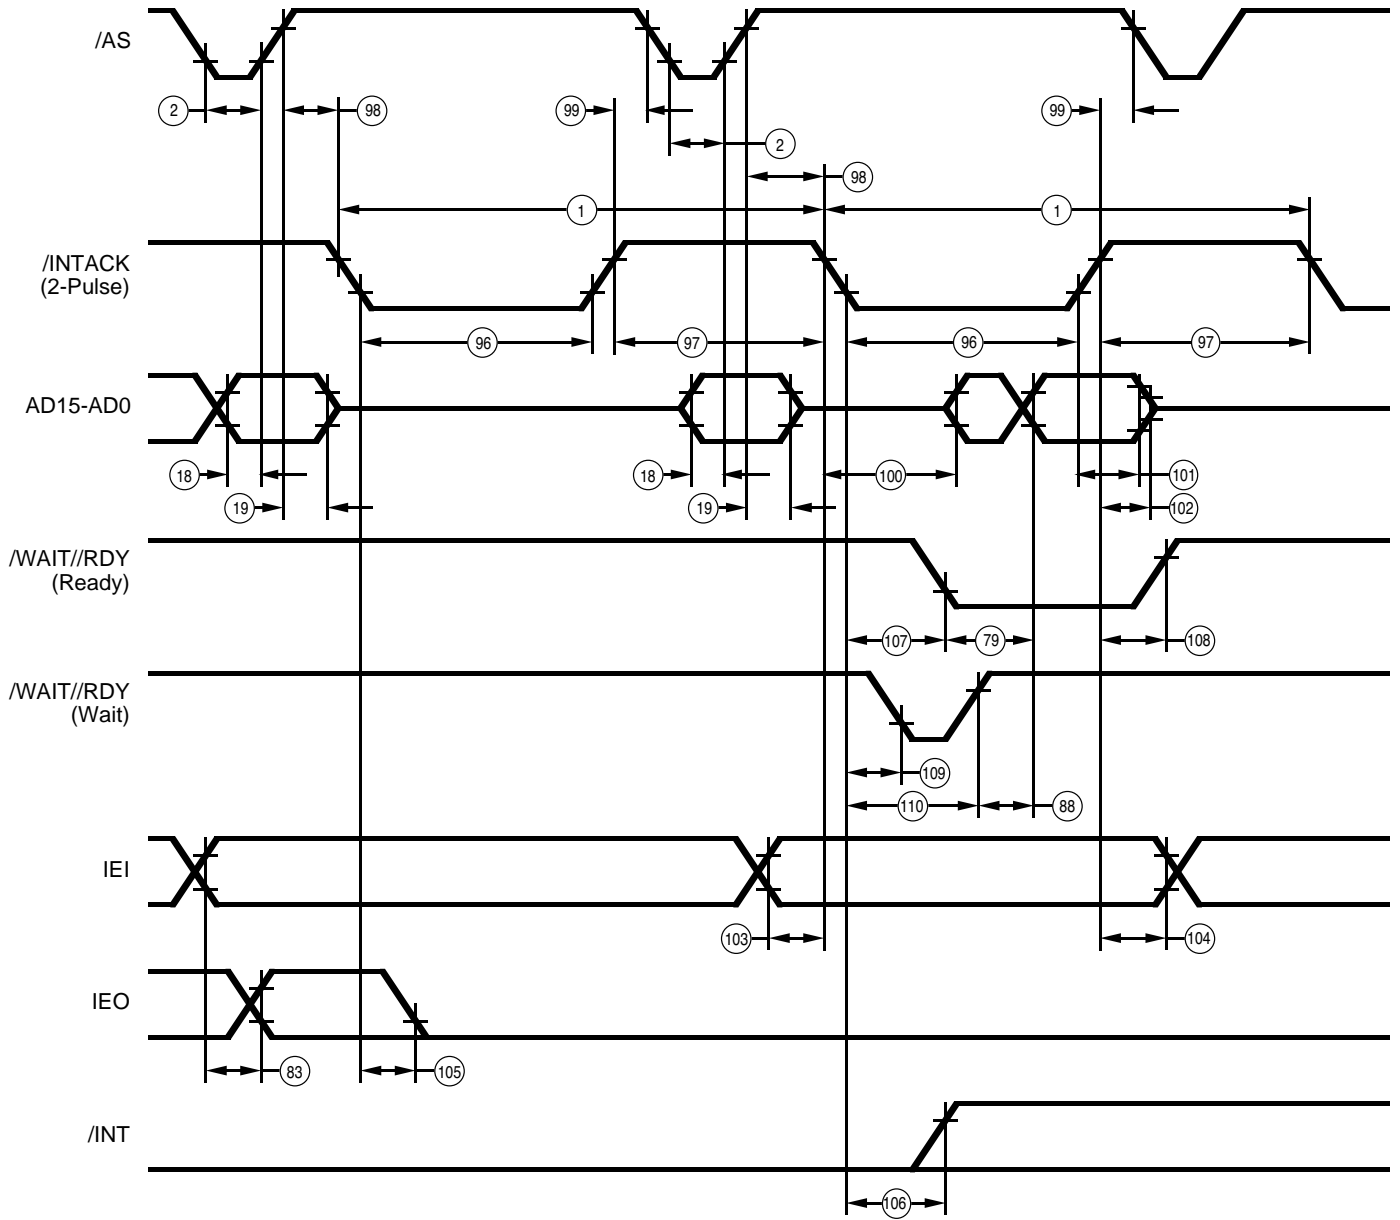 /AS
2
98
99
99
2
98
1
1
/INTACK
(2-Pulse)
96
97
96
97
AD15-AD0
18
18
100
101
19
19
102
/WAIT//RDY
(Ready)
107
79
108
/WAIT//RDY
(Wait)
109
110
88
IEI
103
104
IEO
83
105
/INT
106